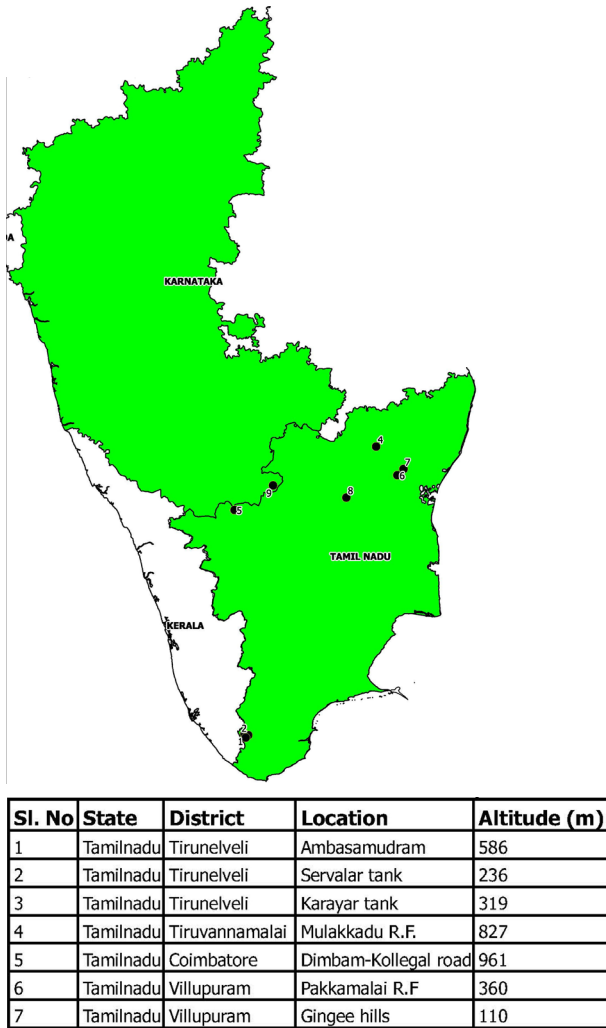 DA
KARNATAKA
4
7
6
9
8
5
TAMIL NADU
KERALA
2
1
Sl. No State District Location Altitude (m)
1 Tamilnadu Tirunelveli Ambasamudram 586
2 Tamilnadu Tirunelveli Servalar tank 236
3 Tamilnadu Tirunelveli Karayar tank 319
4 Tamilnadu Tiruvannamalai Mulakkadu R.F. 827
5 Tamilnadu Coimbatore Dimbam-Kollegal road 961
6 Tamilnadu Villupuram Pakkamalai R.F 360
7 Tamilnadu Villupuram Gingee hills 110